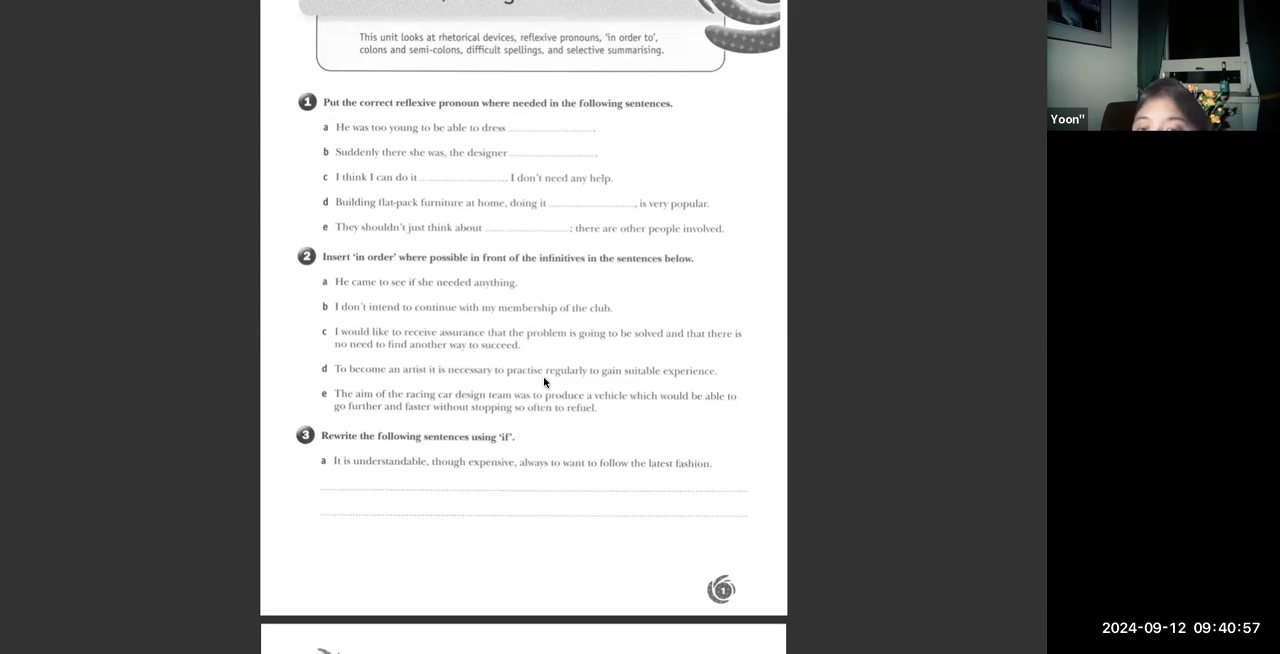 This unit looks at rhetorical devices, reflexive pronouns, ‘in order to’,
colons and semi-colons, difficult spellings, and selective summarising.
1 Put the correct reflexive pronoun where needed in the following sentences.
a He was too young to be able to dress ..............................
b Suddenly there she was, the designer ..............................
c I think I can do it .............................. I don’t need any help.
d Building flat-pack furniture at home, doing it .............................., is very popular.
e They shouldn’t just think about ..............................; there are other people involved.
2 Insert ‘in order’ where possible in front of the infinitives in the sentences below.
a He came to see if she needed anything.
b I don’t intend to continue with my membership of the club.
c I would like to receive assurance that the problem is going to be solved and that there is
no need to find another way to succeed.
d To become an artist it is necessary to practise regularly to gain suitable experience.
e The aim of the racing car design team was to produce a vehicle which would be able to
go further and faster without stopping so often to refuel.
3 Rewrite the following sentences using ‘if’.
a It is understandable, though expensive, always to want to follow the latest fashion.
1
Yoon"
2024-09-12 09:40:57